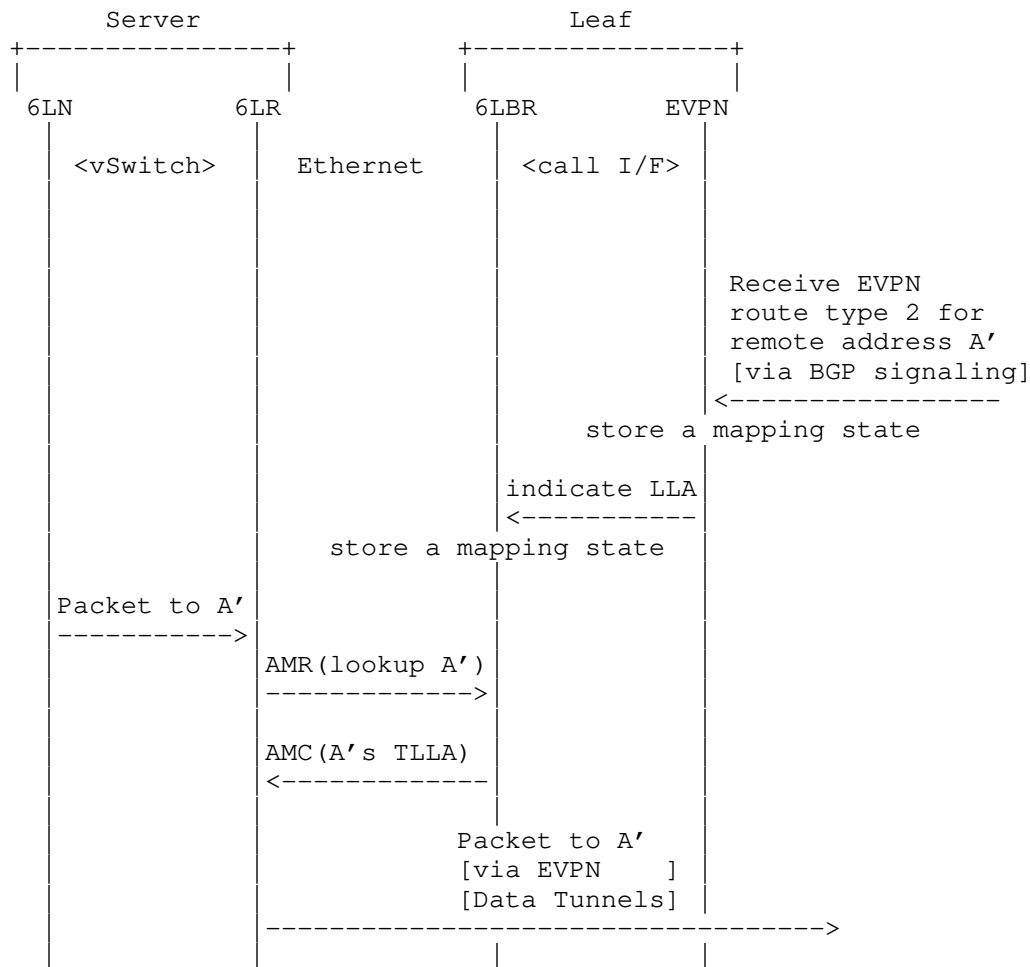 Server Leaf
6LN 6LR 6LBR EVPN
<vSwitch> Ethernet <call I/F>
Receive EVPN
route type 2 for
remote address A'
[via BGP signaling]
store a mapping state
indicate LLA
store a mapping state
Packet to A'
AMR(lookup A')
AMC(A's TLLA)
Packet to A'
[via EVPN ]
[Data Tunnels]